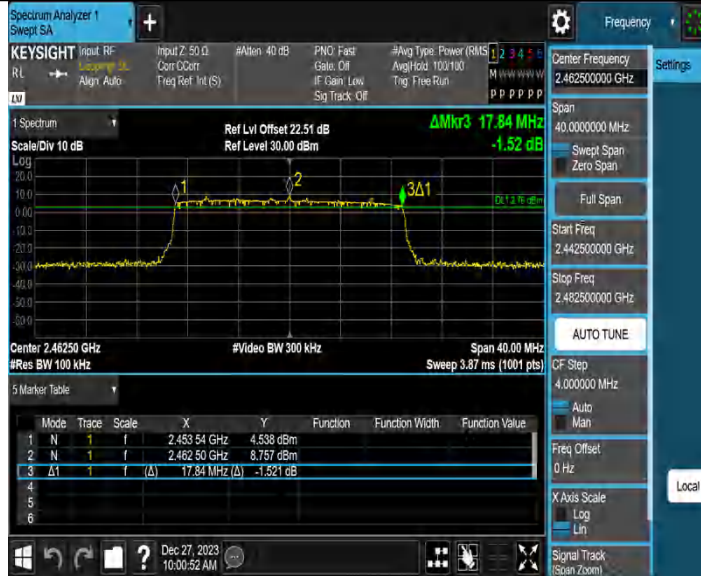 Spectrum Analyzer 1
Swept SA
+
Frequency
KEYSIGHT
RL
Input: RF
Align: Auto
Input Z: 50 Ω
Corr CCorr
Freq Ref: Int (S)
#Atten: 40 dB
PNO: Fast
Gate: Off
IF Gain: Low
Sig Track: Off
#Avg Type: Power (RMS
Avg|Hold: 100/100
Trig: Free Run
1 2 3 4 5 6
M W W W W W
P P P P P P
LXI
Center Frequency
2.462500000 GHz
Settings
Span
40.0000000 MHz
Swept Span
Zero Span
Full Span
Start Freq
2.442500000 GHz
Stop Freq
2.482500000 GHz
AUTO TUNE
CF Step
4.000000 MHz
Auto
Man
Freq Offset
0 Hz
X Axis Scale
Log
Lin
Signal Track
(Span Zoom)
Local
1 Spectrum
Scale/Div 10 dB
Ref Lvl Offset 22.51 dB
Ref Level 30.00 dBm
ΔMkr3 17.84 MHz
-1.52 dB
Log
20.0
10.0
0.00
-10.0
-20.0
-30.0
-40.0
-50.0
1
2
3Δ1
DL1 2.76 dBm
Center 2.46250 GHz
#Video BW 300 kHz
Span 40.00 MHz
#Res BW 100 kHz
Sweep 3.87 ms (1001 pts)
5 Marker Table
Mode Trace Scale X Y Function Function Width Function Value
1 N 1 f 2.453 54 GHz 4.538 dBm
2 N 1 f 2.462 50 GHz 8.757 dBm
3 Δ1 1 f (Δ) 17.84 MHz (Δ) -1.521 dB
4
5
6
?
Dec 27, 2023
10:00:52 AM